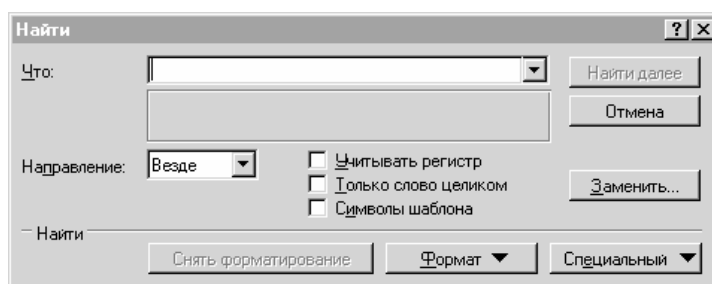 Найти
Что:
Найти далее
Отмена
Направление: Везде
Учитывать регистр
Только слово целиком
Символы шаблона
Заменить...
Найти
Снять форматирование Формат Специальный